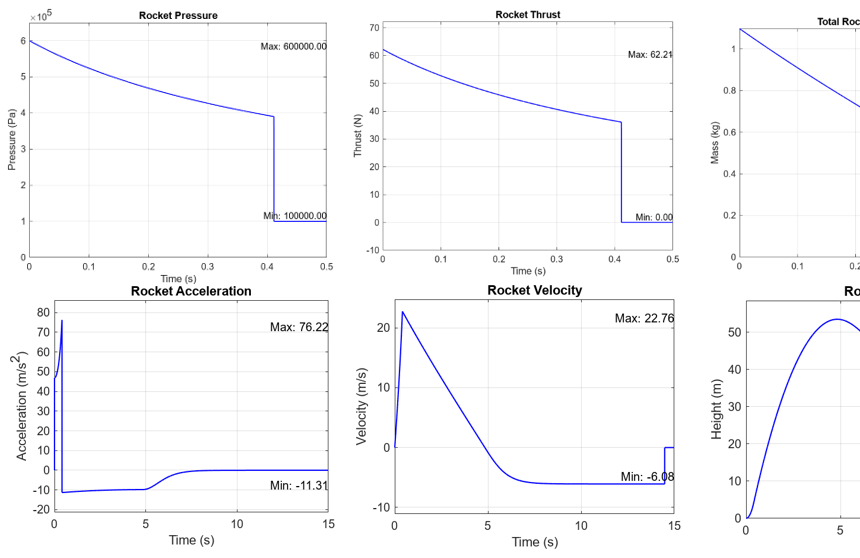 Rocket Pressure
×10^5
6
5
4
3
2
1
0
0
0.1
0.2
0.3
0.4
0.5
Pressure (Pa)
Time (s)
Max: 600000.00
Min: 100000.00
Rocket Thrust
70
60
50
40
30
20
10
0
-10
0
0.1
0.2
0.3
0.4
0.5
Thrust (N)
Time (s)
Max: 62.21
Min: 0.00
Total Roc
1
0.8
0.6
0.4
0.2
0
0
0.1
0.2
Mass (kg)
Rocket Acceleration
80
70
60
50
40
30
20
10
0
-10
-20
0
5
10
15
Acceleration (m/s^2)
Time (s)
Max: 76.22
Min: -11.31
Rocket Velocity
20
10
0
-10
0
5
10
15
Velocity (m/s)
Time (s)
Max: 22.76
Min: -6.08
Ro
50
40
30
20
10
0
0
5
Height (m)